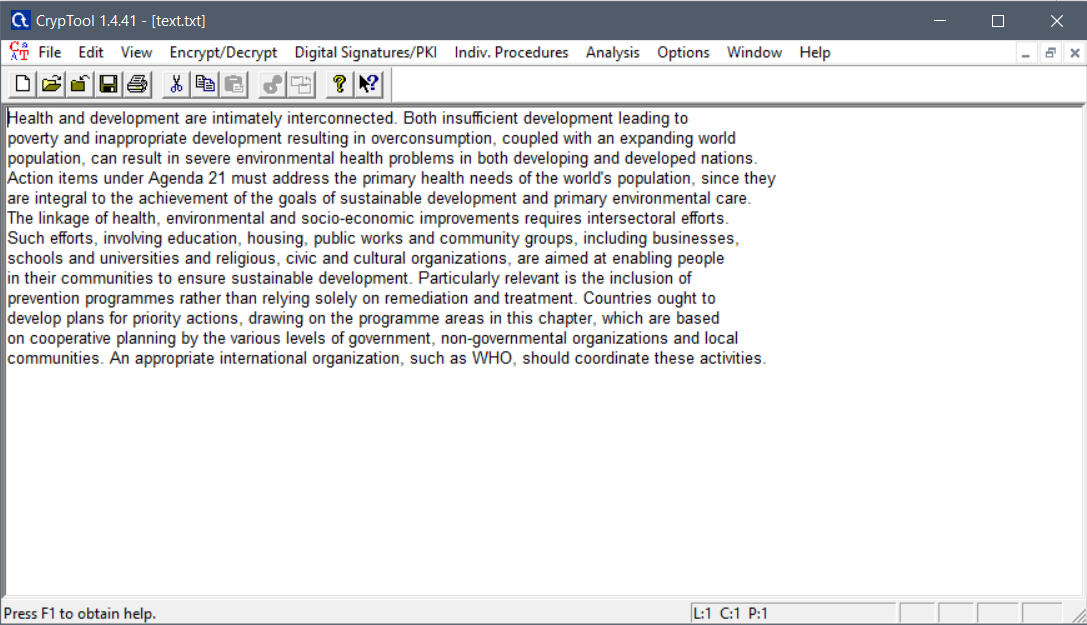 CrypTool 1.4.41 - [text.txt]
File Edit View Encrypt/Decrypt Digital Signatures/PKI Indiv. Procedures Analysis Options Window Help
Health and development are intimately interconnected. Both insufficient development leading to
poverty and inappropriate development resulting in overconsumption, coupled with an expanding world
population, can result in severe environmental health problems in both developing and developed nations.
Action items under Agenda 21 must address the primary health needs of the world's population, since they
are integral to the achievement of the goals of sustainable development and primary environmental care.
The linkage of health, environmental and socio-economic improvements requires intersectoral efforts.
Such efforts, involving education, housing, public works and community groups, including businesses,
schools and universities and religious, civic and cultural organizations, are aimed at enabling people
in their communities to ensure sustainable development. Particularly relevant is the inclusion of
prevention programmes rather than relying solely on remediation and treatment. Countries ought to
develop plans for priority actions, drawing on the programme areas in this chapter, which are based
on cooperative planning by the various levels of government, non-governmental organizations and local
communities. An appropriate international organization, such as WHO, should coordinate these activities.
Press F1 to obtain help.
L:1 C:1 P:1